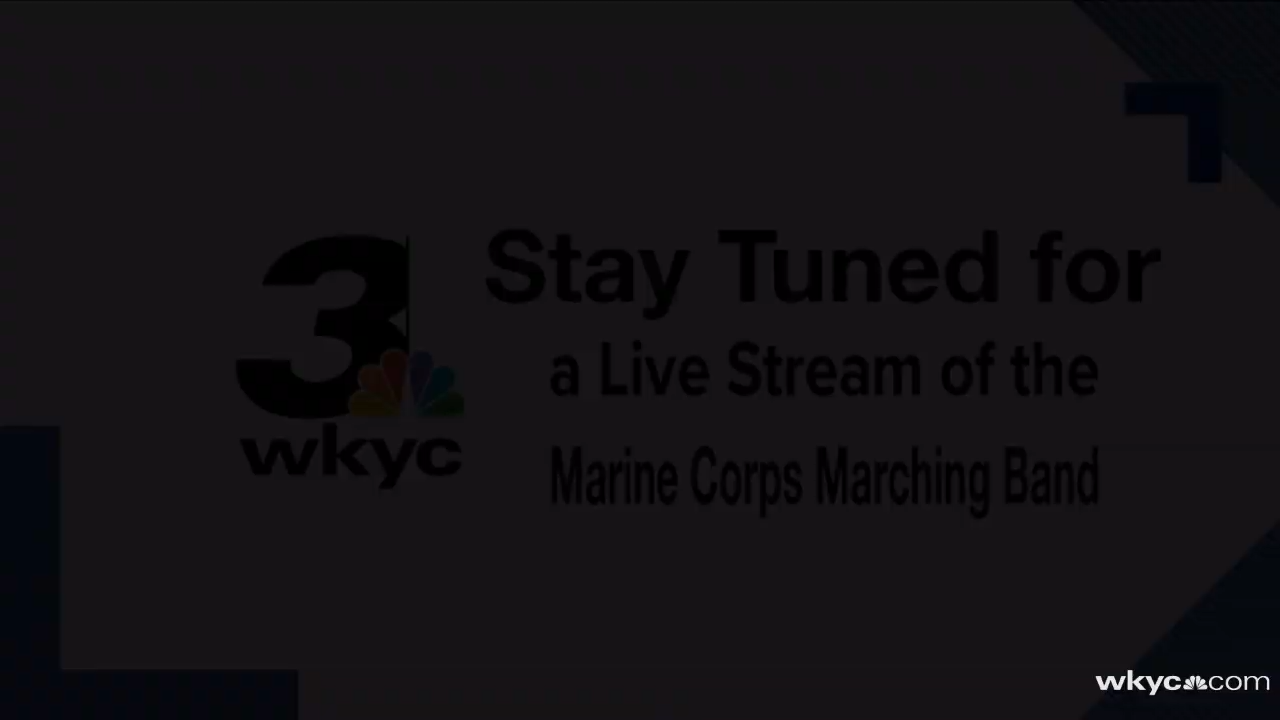 3
wkyc
Stay Tuned for
a Live Stream of the
Marine Corps Marching Band
wkyc.com